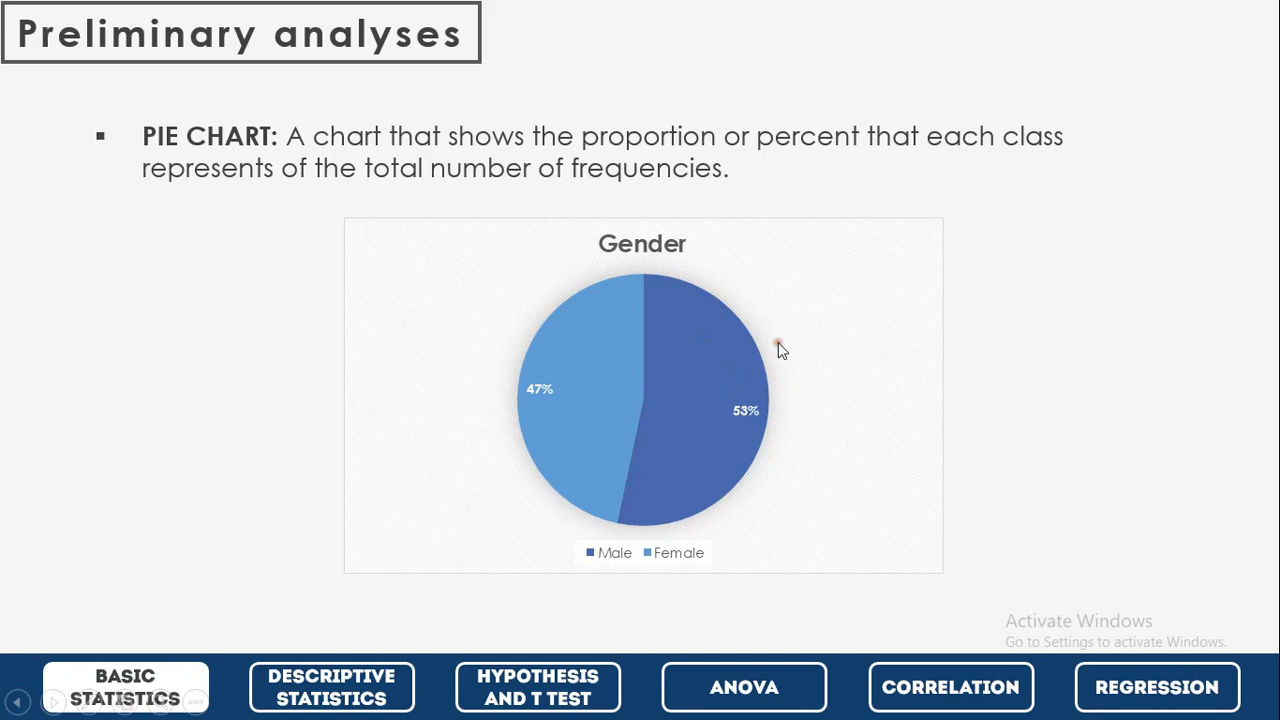 Preliminary analyses
▪ PIE CHART: A chart that shows the proportion or percent that each class
represents of the total number of frequencies.
Gender
47%
53%
Male Female
Activate Windows
Go to Settings to activate Windows.
BASIC
STATISTICS
DESCRIPTIVE
STATISTICS
HYPOTHESIS
AND T TEST
ANOVA
CORRELATION
REGRESSION